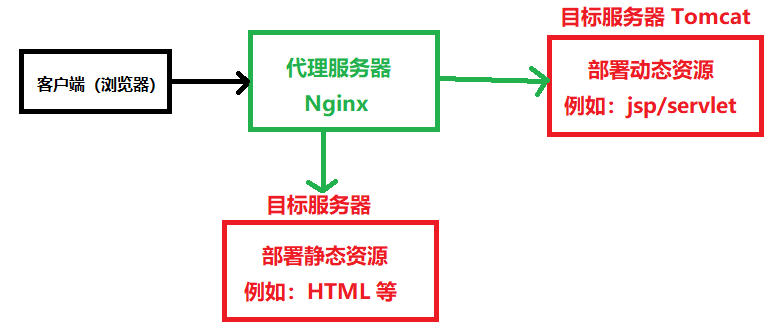 目标服务器 Tomcat
客户端（浏览器）
代理服务器
Nginx
部署动态资源
例如：jsp/servlet
目标服务器
部署静态资源
例如：HTML 等